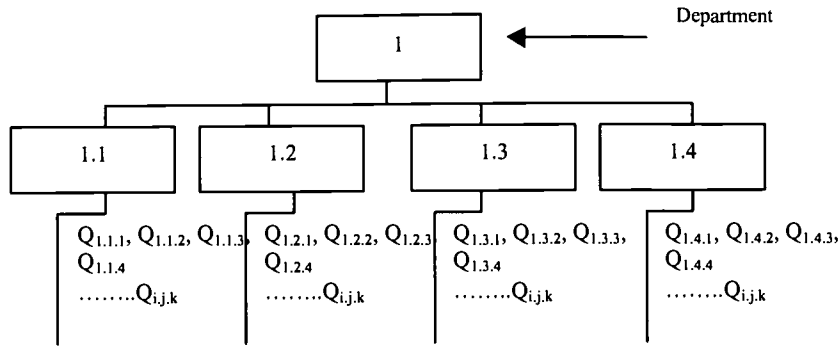 Department
1
1.1 1.2 1.3 1.4
Q1.1.1, Q1.1.2, Q1.1.3, Q1.2.1, Q1.2.2, Q1.2.3 Q1.3.1, Q1.3.2, Q1.3.3, Q1.4.1, Q1.4.2, Q1.4.3,
Q1.1.4 Q1.2.4 Q1.3.4 Q1.4.4
........Qi.j.k ........Qi.j.k ........Qi.j.k ........Qi.j.k